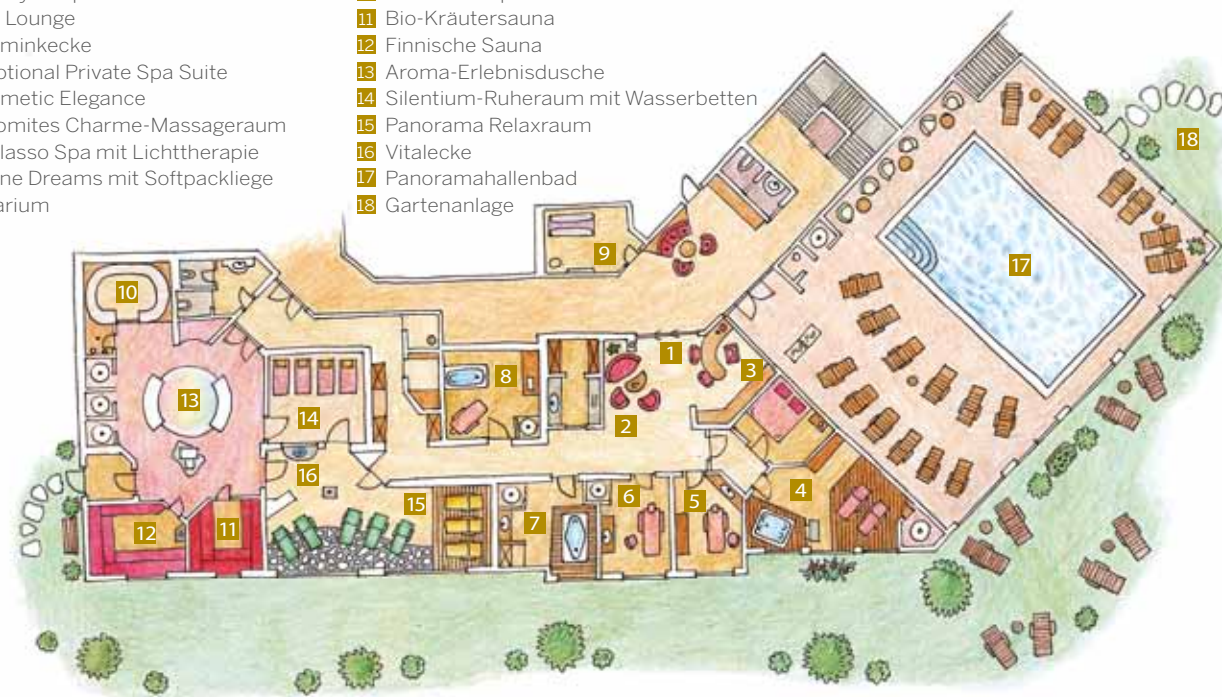 Lounge
minkecke
otional Private Spa Suite
metic Elegance
omites Charme-Massageraum
lasso Spa mit Lichttherapie
ne Dreams mit Softpackliege
arium
11 Bio-Kräutersauna
12 Finnische Sauna
13 Aroma-Erlebnisdusche
14 Silentium-Ruheraum mit Wasserbetten
15 Panorama Relaxraum
16 Vitalecke
17 Panoramahallenbad
18 Gartenanlage
18
9
17
10
1
3
8
13
14
2
16
4
6
5
15
7
12
11